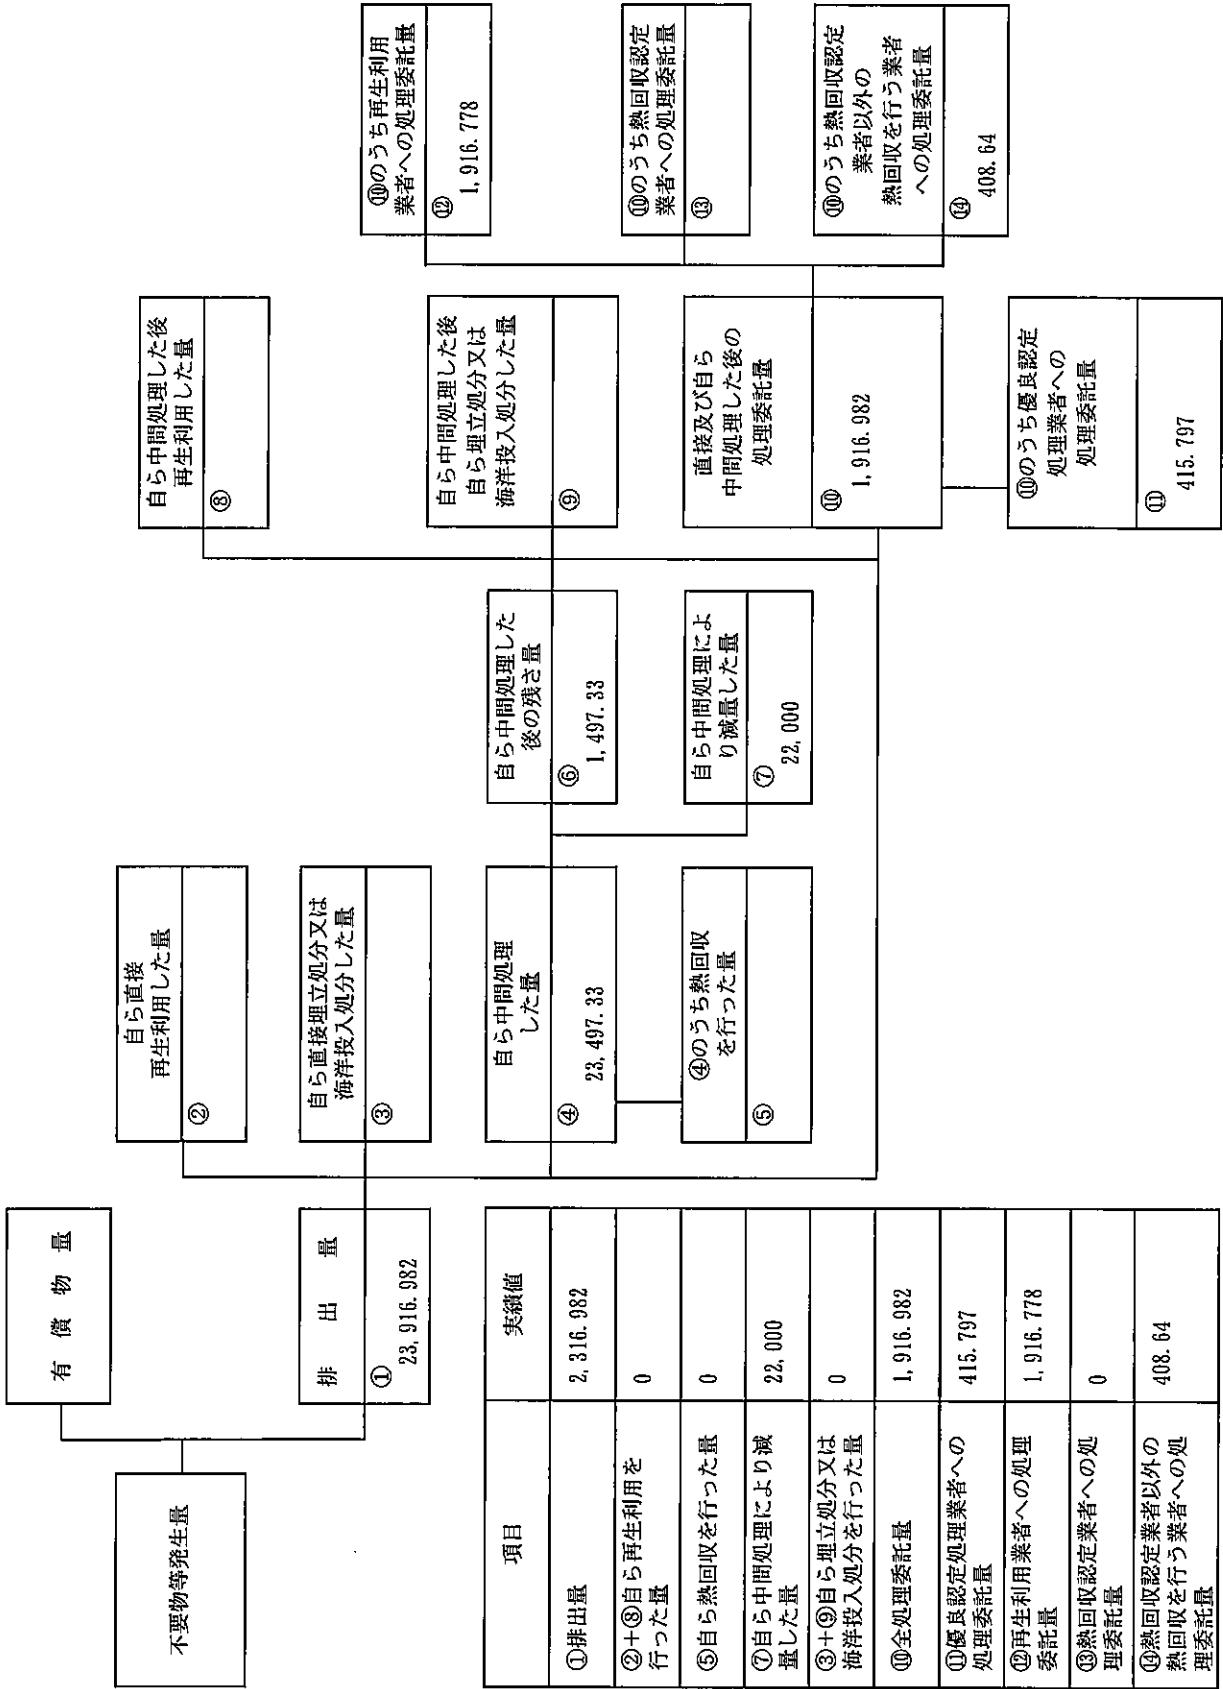 有償物量
不要物等発生量
排出量
① 23,916.982
自ら直接
再生利用した量
②
自ら直接埋立処分又は
海洋投入処分した量
③
自ら中間処理
した量
④ 23,497.33
④のうち熱回収
を行った量
⑤
自ら中間処理した
後の残さ量
⑥ 1,497.33
自ら中間処理によ
り減量した量
⑦ 22,000
自ら中間処理した後
再生利用した量
⑧
自ら中間処理した後
自ら埋立処分又は
海洋投入処分した量
⑨
直接及び自ら
中間処理した後の
処理委託量
⑩ 1,916.982
⑩のうち優良認定
処理業者への
処理委託量
⑪ 415.797
⑩のうち再生利用
業者への処理委託量
⑫ 1,916.778
⑩のうち熱回収認定
業者への処理委託量
⑬
⑩のうち熱回収認定
業者以外の
熱回収を行う業者
への処理委託量
⑭ 408.64
項目 実績値
①排出量 2,316.982
②+⑧自ら再生利用を
行った量 0
⑤自ら熱回収を行った量 0
⑦自ら中間処理により減
量した量 22,000
③+⑨自ら埋立処分又は
海洋投入処分を行った量 0
⑩全処理委託量 1,916.982
⑪優良認定処理業者への
処理委託量 415.797
⑫再生利用業者への処理
委託量 1,916.778
⑬熱回収認定業者への処
理委託量 0
⑭熱回収認定業者以外の
熱回収を行う業者への処
理委託量 408.64